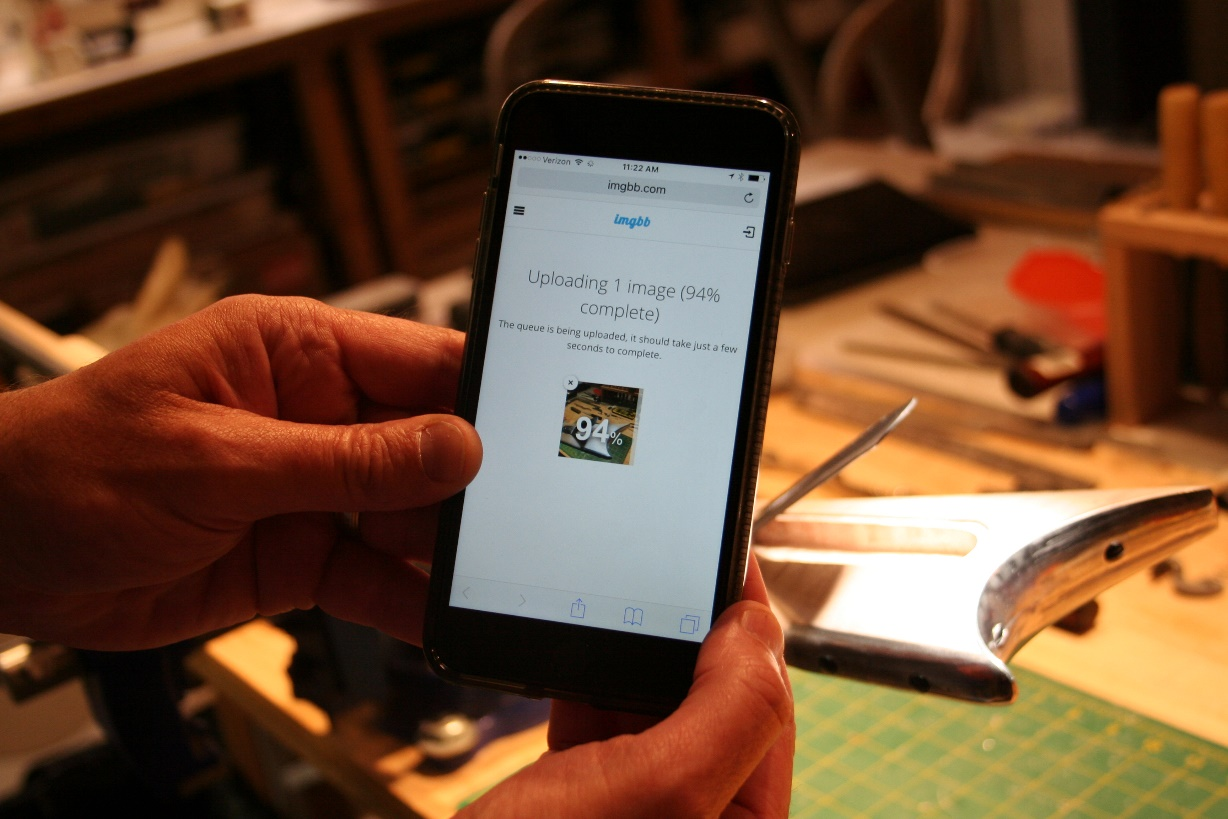 Verizon 11:22 AM
imgbb.com
imgbb
Uploading 1 image (94%
complete)
The queue is being uploaded, it should take just a few
seconds to complete.
94%